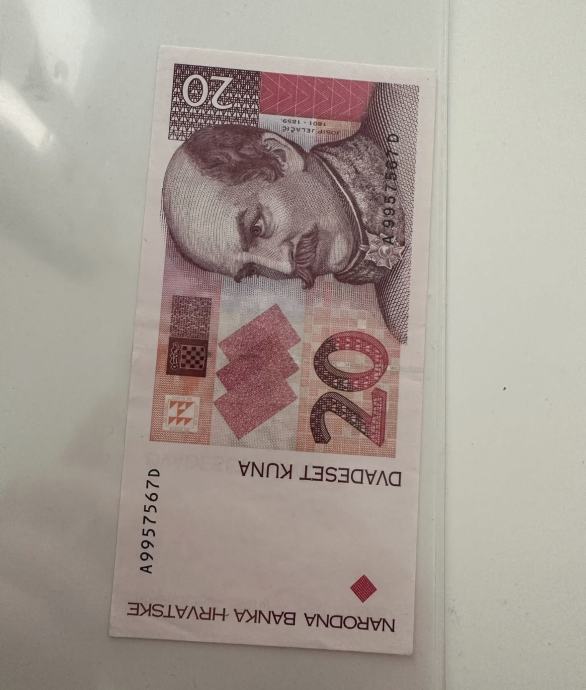 NARODNA BANKA HRVATSKE
DVADESET KUNA
20
20
JOSIP JELAČIĆ
1801 - 1859.
A9957567D
A9957567D